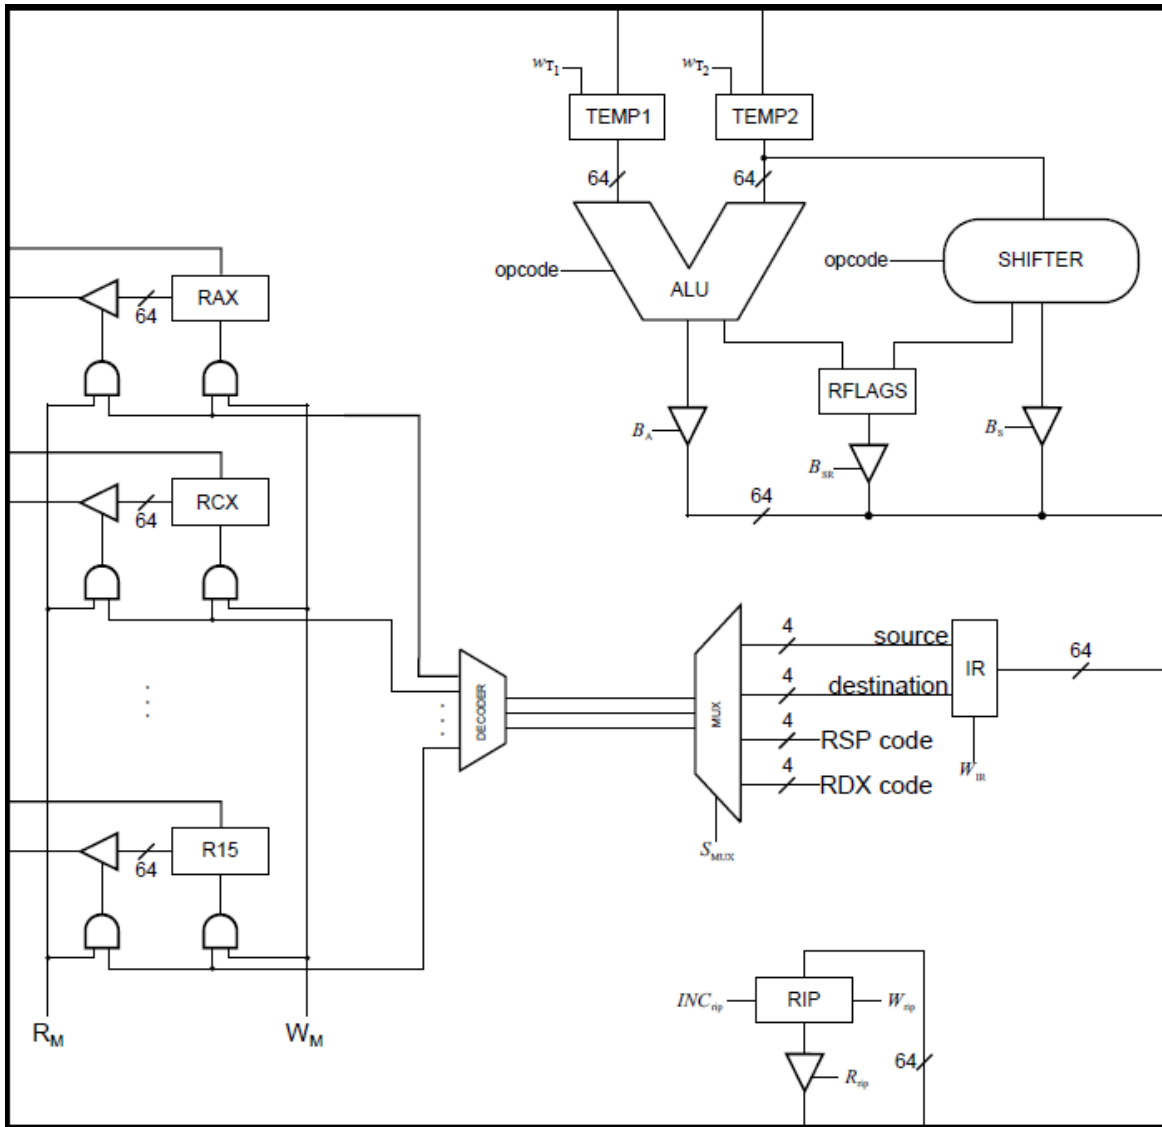 wT1
wT2
TEMP1
TEMP2
64
64
opcode
ALU
opcode
SHIFTER
RAX
64
RFLAGS
BA
BSR
BS
64
RCX
64
DECODER
MUX
4
source
4
destination
4
RSP code
4
RDX code
IR
64
WIR
SMUX
R15
64
INCrip
RIP
Wrip
64
Rrip
RM
WM